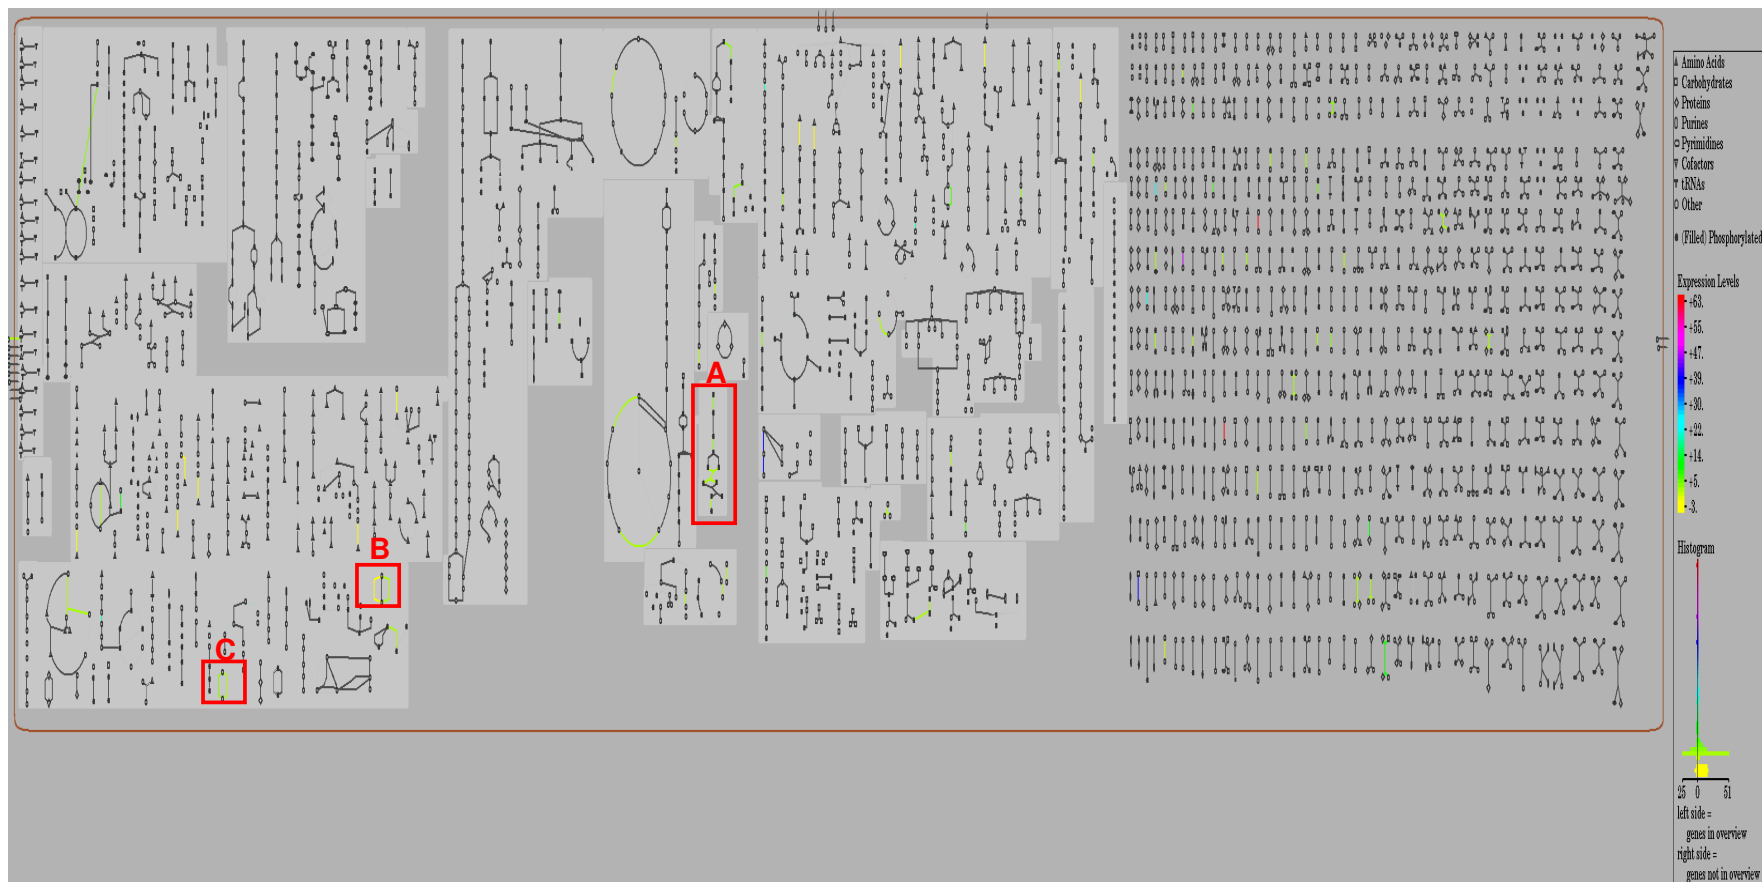 A
B
C
Amino Acids
Carbohydrates
Proteins
Purines
Pyrimidines
Cofactors
tRNAs
Other
(Filled) Phosphorylated
Expression Levels
+63.
+55.
+47.
+39.
+30.
+22.
+14.
+5.
-3.
Histogram
25 0 51
left side =
genes in overview
right side =
genes not in overview